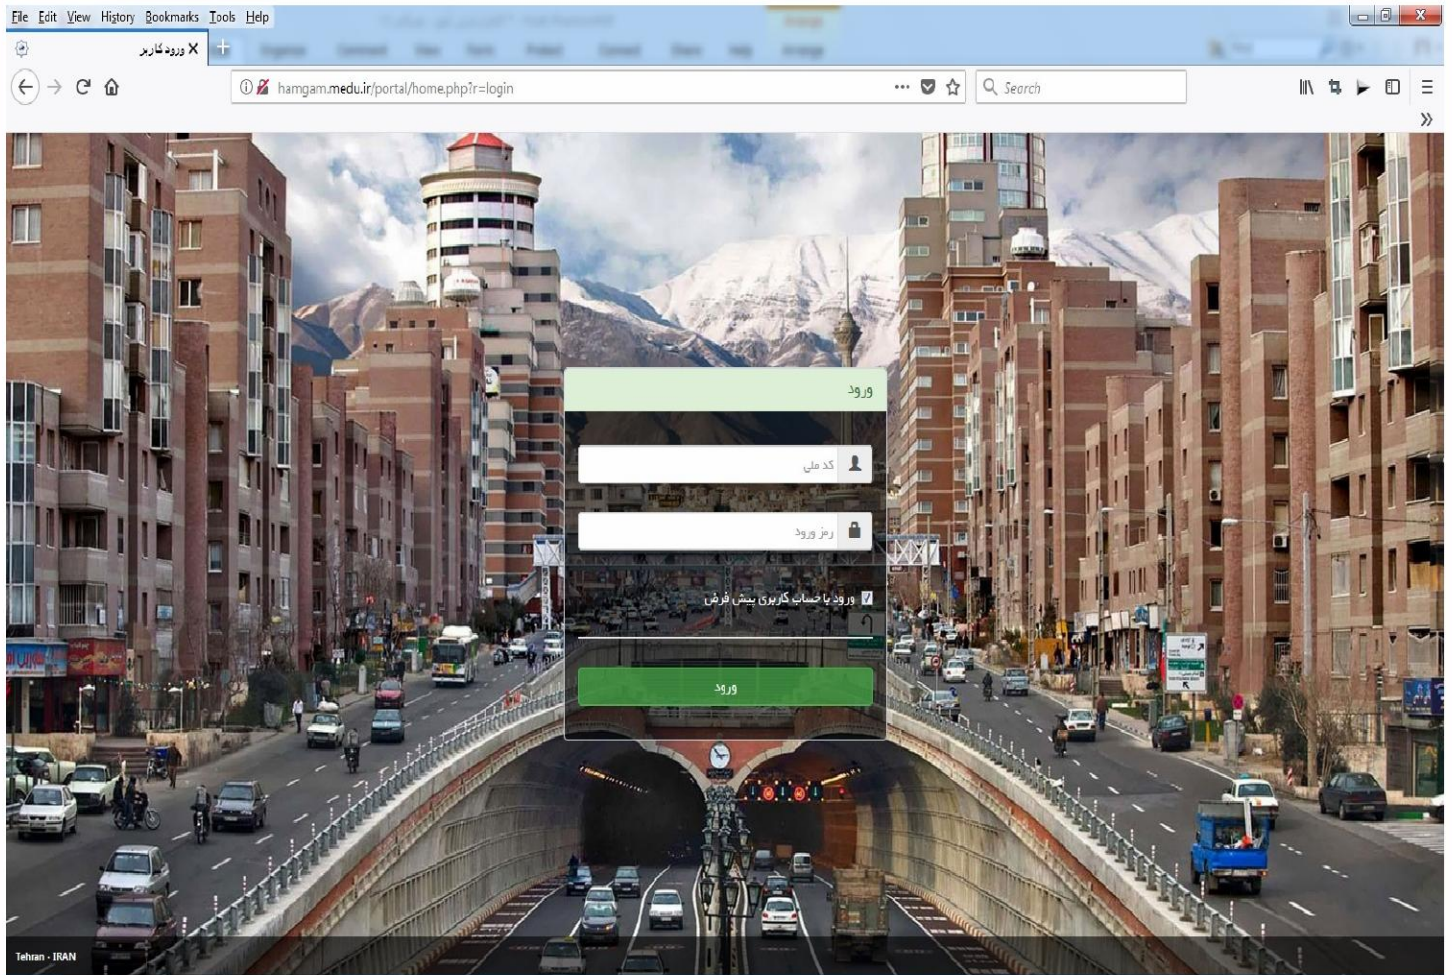 File Edit View History Bookmarks Tools Help
ورود کاربر
hamgam.medu.ir/portal/home.php?r=login
Search
ورود
کد ملی
رمز ورود
ورود با حساب کاربری پیش فرض
ورود
Tehran - IRAN